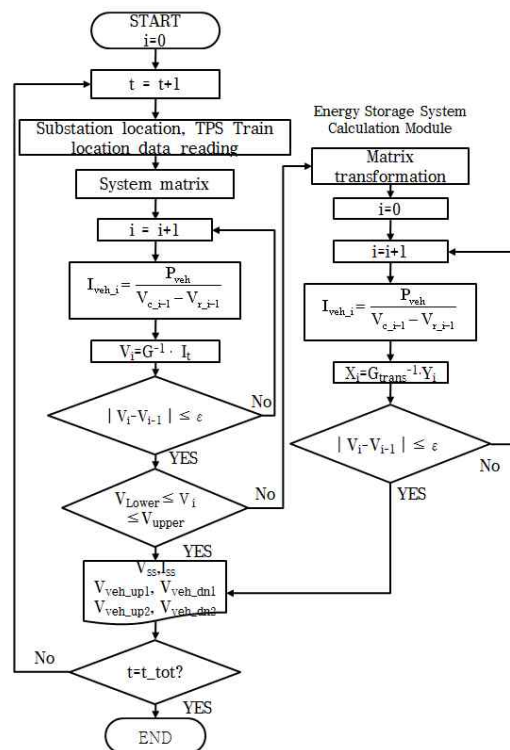 START
i=0
t = t+1
Substation location, TPS Train
location data reading
System matrix
i = i+1
I_veh_i = P_veh / (V_c_i-1 − V_r_i-1)
V_i=G⁻¹ · I_t
| V_i-V_i-1 | ≤ ε
No
YES
V_Lower ≤ V_i
≤ V_upper
No
YES
V_ss,I_ss
V_veh_up1, V_veh_dn1
V_veh_up2, V_veh_dn2
No
t=t_tot?
YES
END
Energy Storage System
Calculation Module
Matrix
transformation
i=0
i=i+1
I_veh_i = P_veh / (V_c_i-1 − V_r_i-1)
X_i=G_trans⁻¹·Y_i
| V_i-V_i-1 | ≤ ε
No
YES